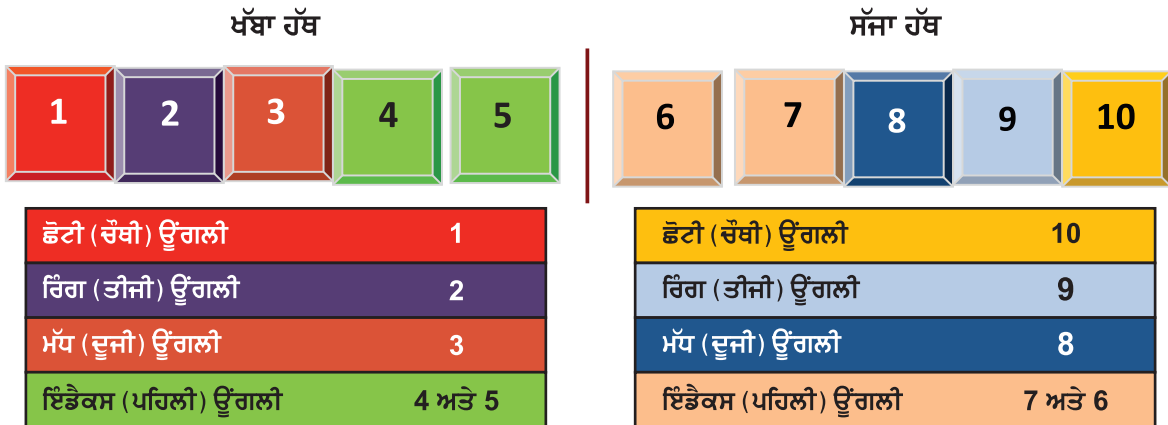 ਖੱਬਾ ਹੱਥ
1 2 3 4 5
ਛੋਟੀ (ਚੌਥੀ) ਊਂਗਲੀ 1
ਰਿੰਗ (ਤੀਜੀ) ਊਂਗਲੀ 2
ਮੱਧ (ਦੂਜੀ) ਊਂਗਲੀ 3
ਇੰਡੈਕਸ (ਪਹਿਲੀ) ਊਂਗਲੀ 4 ਅਤੇ 5
ਸੱਜਾ ਹੱਥ
6 7 8 9 10
ਛੋਟੀ (ਚੌਥੀ) ਊਂਗਲੀ 10
ਰਿੰਗ (ਤੀਜੀ) ਊਂਗਲੀ 9
ਮੱਧ (ਦੂਜੀ) ਊਂਗਲੀ 8
ਇੰਡੈਕਸ (ਪਹਿਲੀ) ਊਂਗਲੀ 7 ਅਤੇ 6